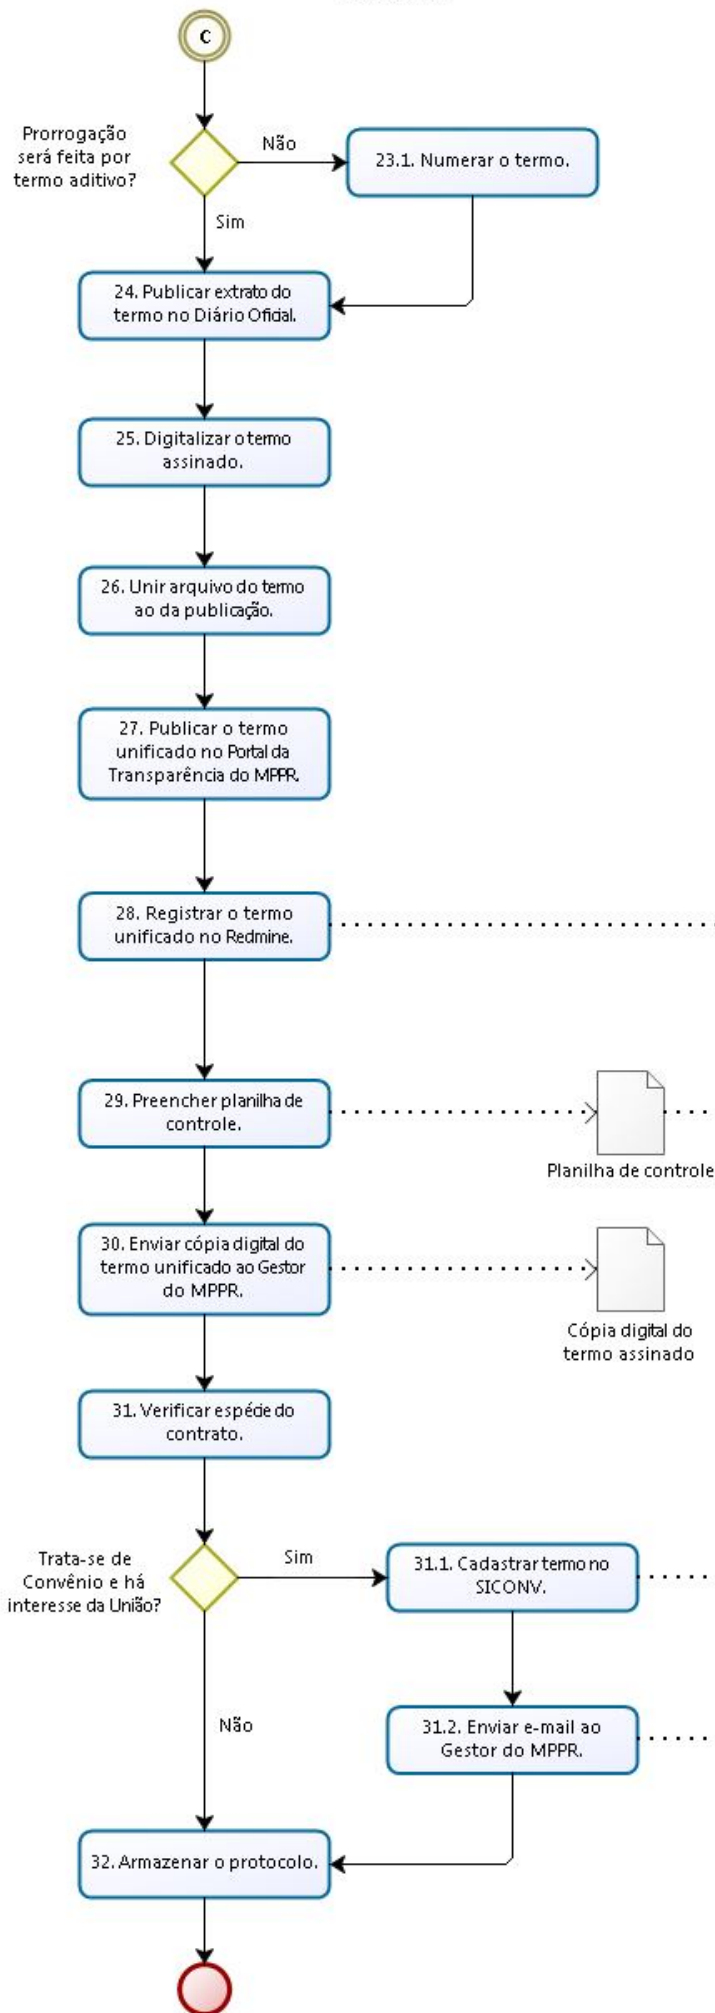 C
Prorrogação
será feita por
termo aditivo?
Não
23.1. Numerar o termo.
Sim
24. Publicar extrato do
termo no Diário Oficial.
25. Digitalizar o termo
assinado.
26. Unir arquivo do termo
ao da publicação.
27. Publicar o termo
unificado no Portal da
Transparência do MPPR.
28. Registrar o termo
unificado no Redmine.
29. Preencher planilha de
controle.
Planilha de controle
30. Enviar cópia digital do
termo unificado ao Gestor
do MPPR.
Cópia digital do
termo assinado
31. Verificar espécie do
contrato.
Trata-se de
Convênio e há
interesse da União?
Sim
31.1. Cadastrar termo no
SICONV.
Não
31.2. Enviar e-mail ao
Gestor do MPPR.
32. Armazenar o protocolo.